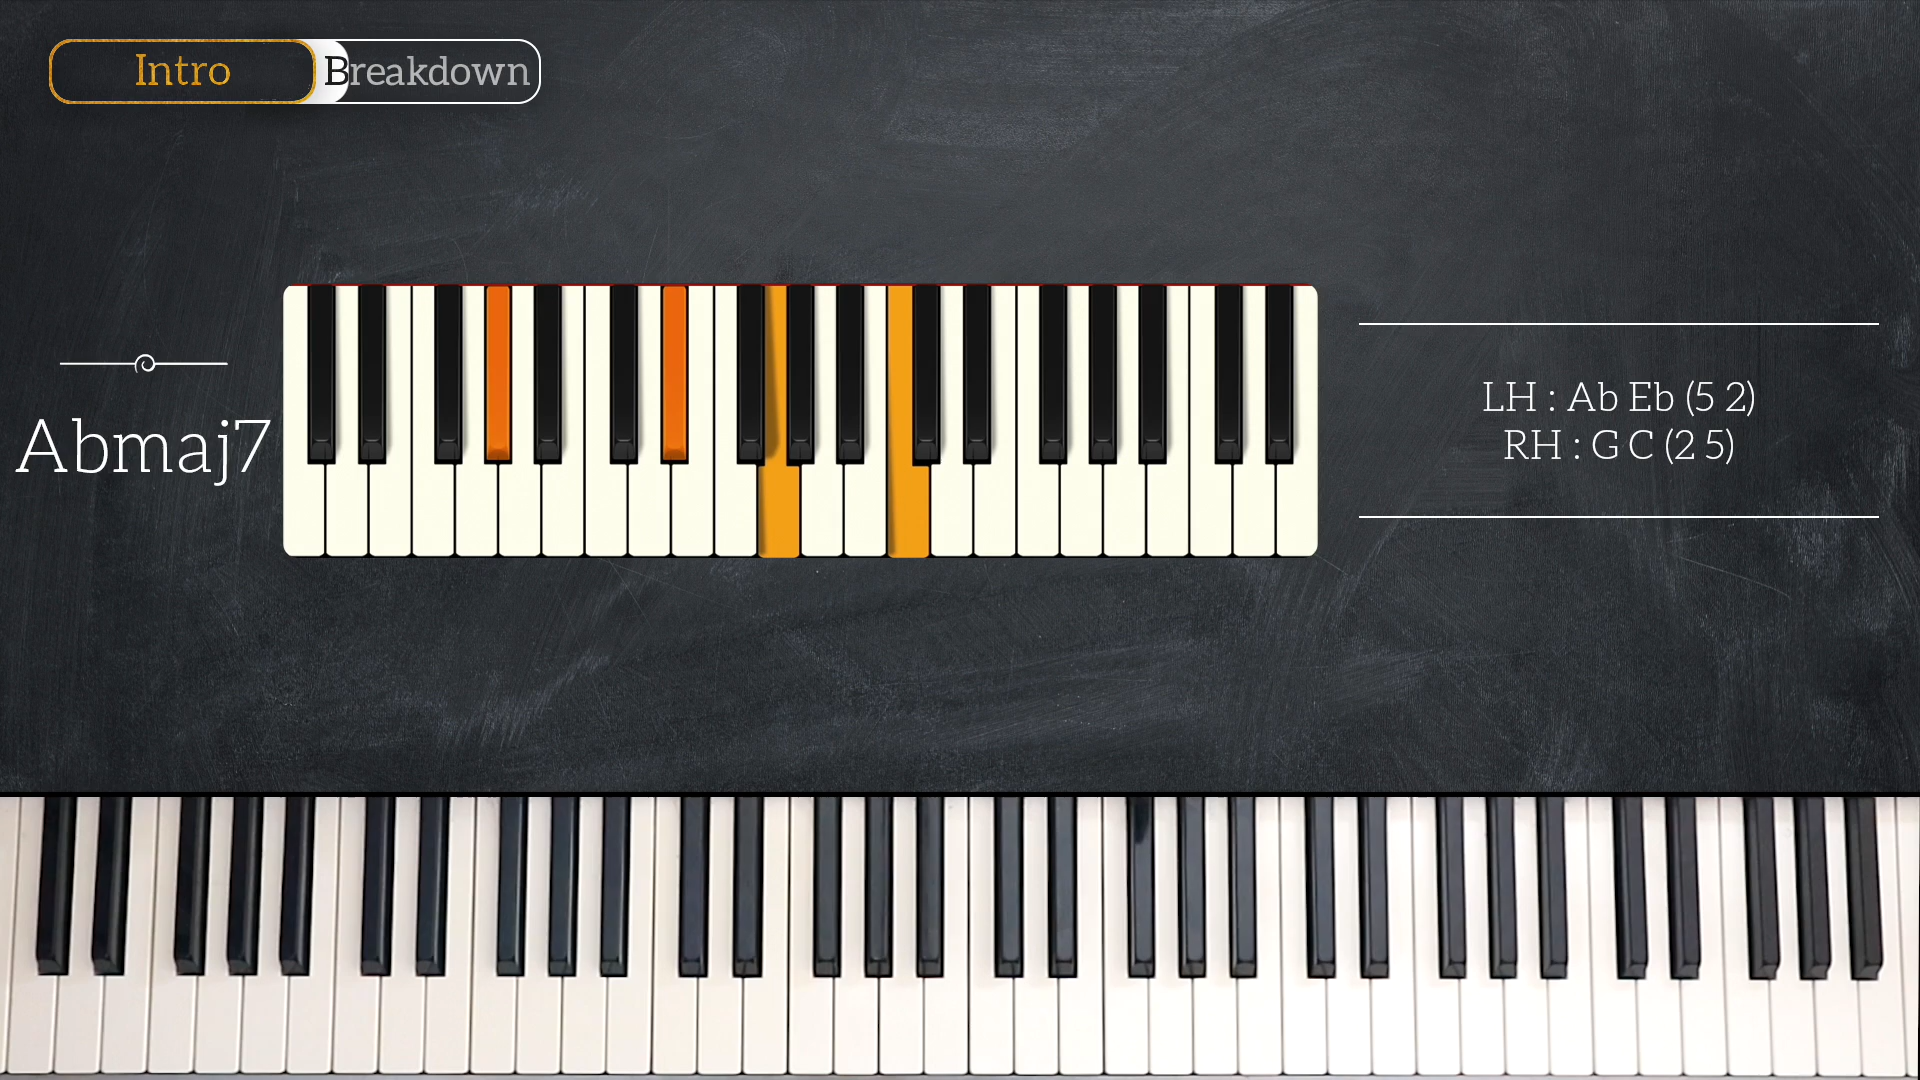 Intro Breakdown
Abmaj7
LH : Ab Eb (5 2)
RH : G C (2 5)